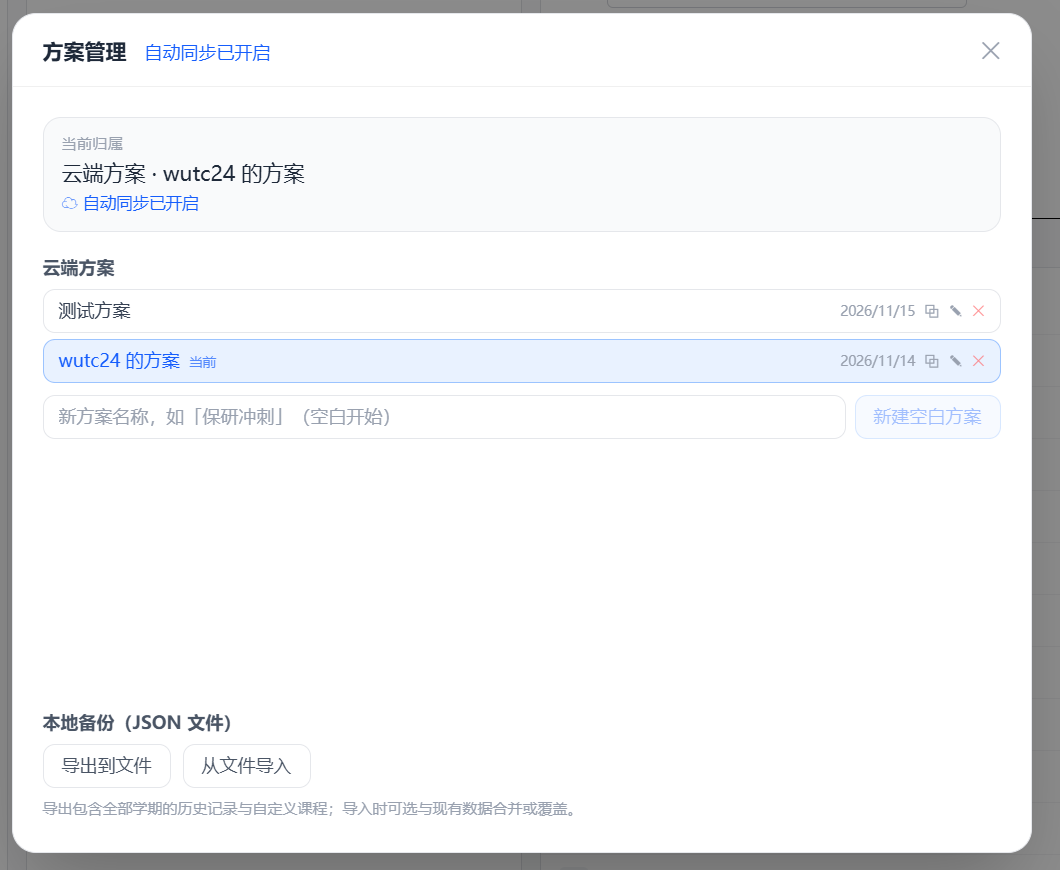 方案管理 自动同步已开启
当前归属
云端方案 · wutc24 的方案
自动同步已开启
云端方案
测试方案 2026/11/15
wutc24 的方案 当前 2026/11/14
新方案名称，如「保研冲刺」（空白开始） 新建空白方案
本地备份（JSON 文件）
导出到文件 从文件导入
导出包含全部学期的历史记录与自定义课程；导入时可选与现有数据合并或覆盖。